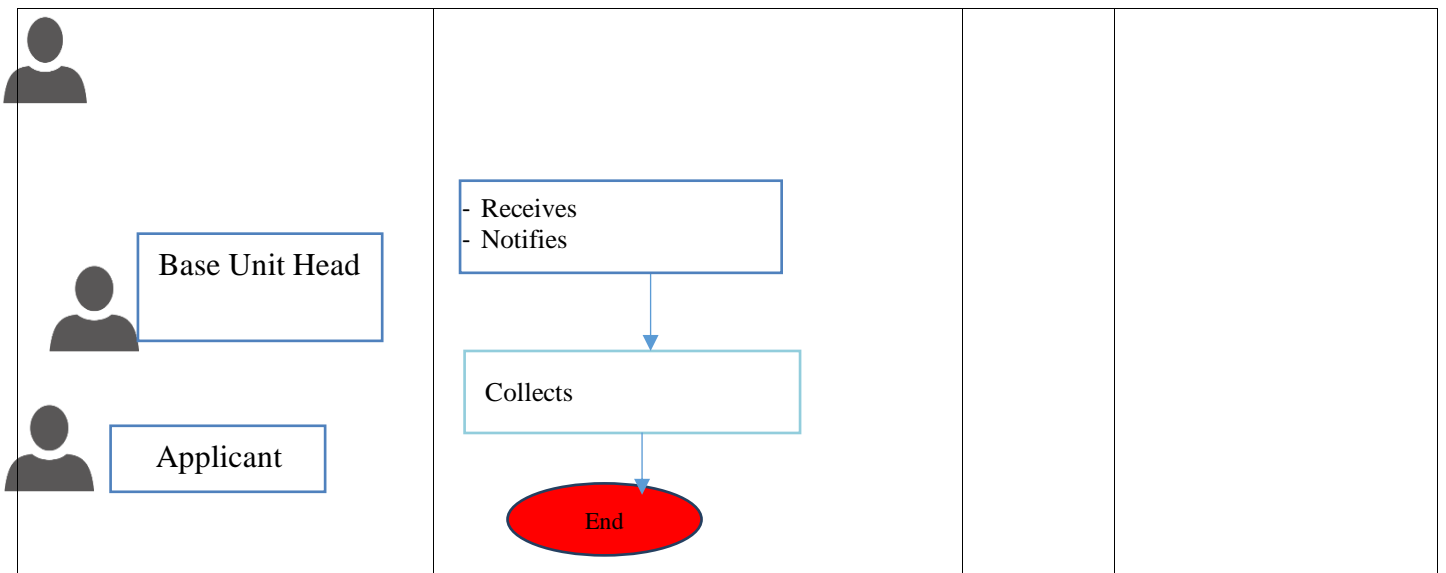 - Receives
- Notifies
Base Unit Head
Collects
Applicant
End